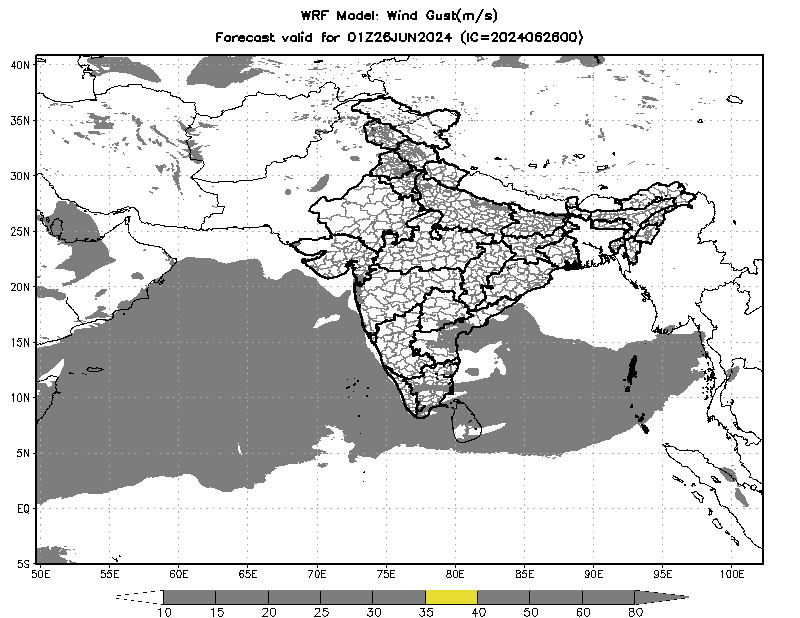 WRF Model: Wind Gust(m/s)
Forecast valid for 01Z26JUN2024 (IC=2024062600)
40N
35N
30N
25N
20N
15N
10N
5N
EQ
5S
50E 55E 60E 65E 70E 75E 80E 85E 90E 95E 100E
10 15 20 25 30 35 40 50 60 80